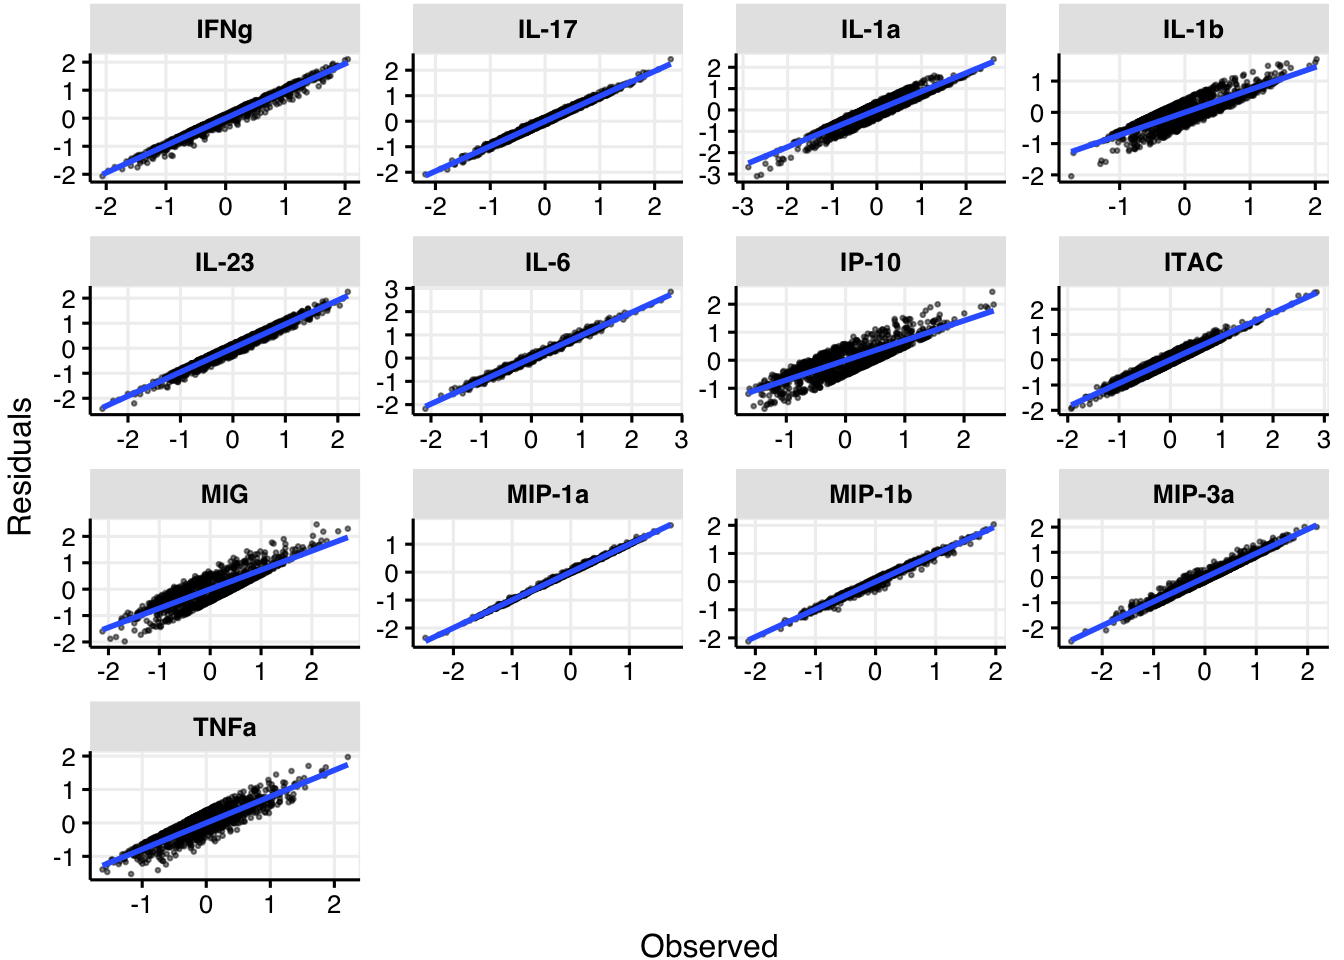 IFNg IL-17 IL-1a IL-1b
2 2 2 1
1 1 1 0
0 0 0 -1
-1 -1 -1 -2
-2 -2 -2
-3
-2 -1 0 1 2 -2 -1 0 1 2 -3 -2 -1 0 1 2 -1 0 1 2
IL-23 IL-6 IP-10 ITAC
2 3 2 2
1 2 1 1
0 1 0 0
-1 0 -1 -1
-2 -1 -2
-2
-2 -1 0 1 2 -2 -1 0 1 2 3 -1 0 1 2 -2 -1 0 1 2 3
Residuals
MIG MIP-1a MIP-1b MIP-3a
2 1 2 2
1 0 1 1
0 -1 0 0
-1 -2 -1 -1
-2 -2 -2
-2 -1 0 1 2 -2 -1 0 1 -2 -1 0 1 2 -2 -1 0 1 2
TNFa
2
1
0
-1
-1 0 1 2
Observed